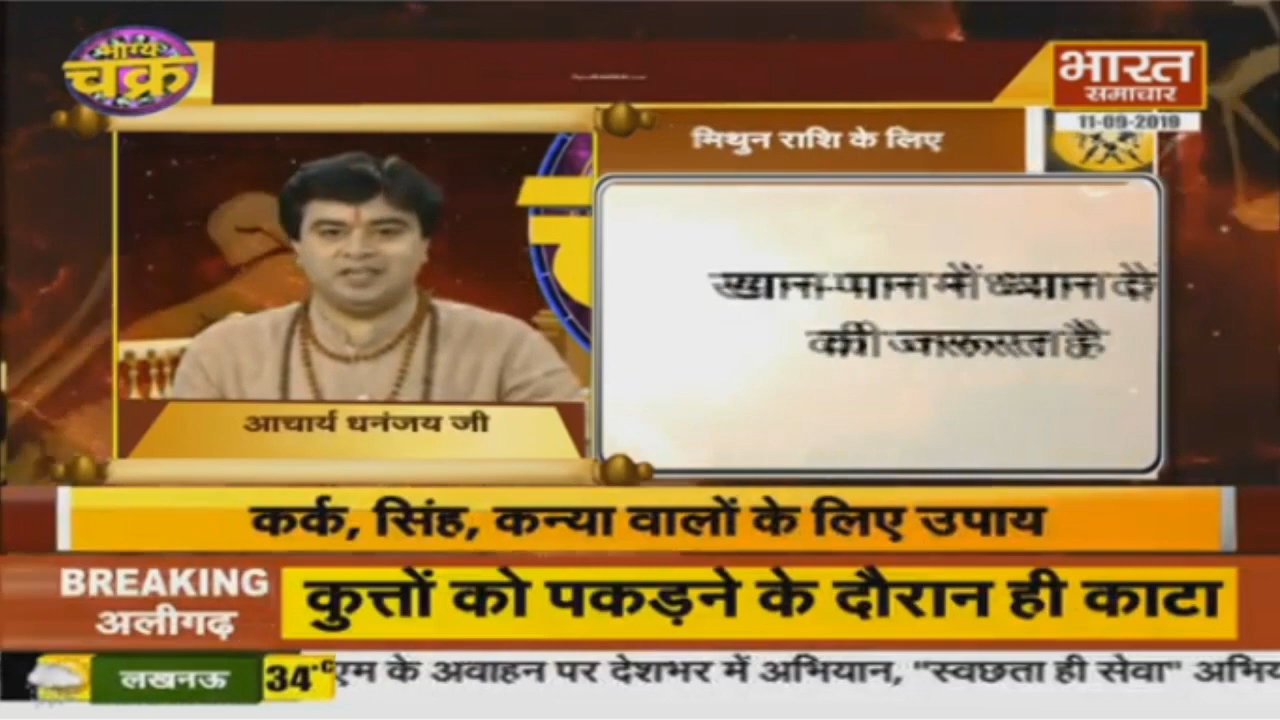 भाग्य
चक्र
भारत
समाचार
11-09-2019
मिथुन राशि के लिए
खान-पान में ध्यान
की जरूरत है
आचार्य धनंजय जी
कर्क, सिंह, कन्या वालों के लिए उपाय
BREAKING
अलीगढ़
कुत्तों को पकड़ने के दौरान ही काटा
लखनऊ
34°C
एम के अवाहन पर देशभर में अभियान, "स्वछता ही सेवा" अभिय